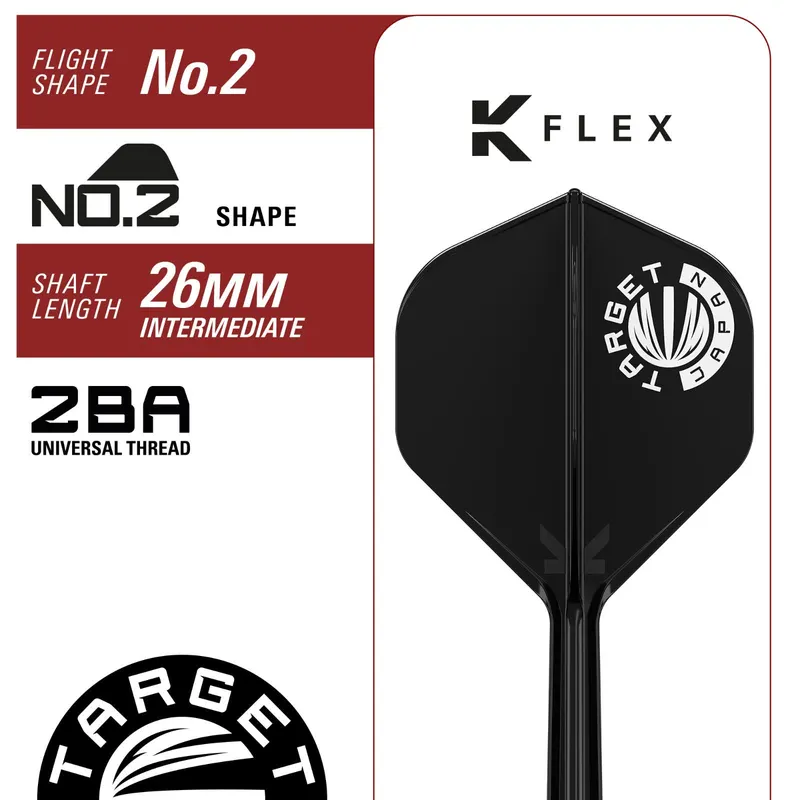 FLIGHT
SHAPE
No.2
NO.2 SHAPE
SHAFT
LENGTH
26MM
INTERMEDIATE
2BA
UNIVERSAL THREAD
TARGET
K FLEX
TARGET
JAPAN